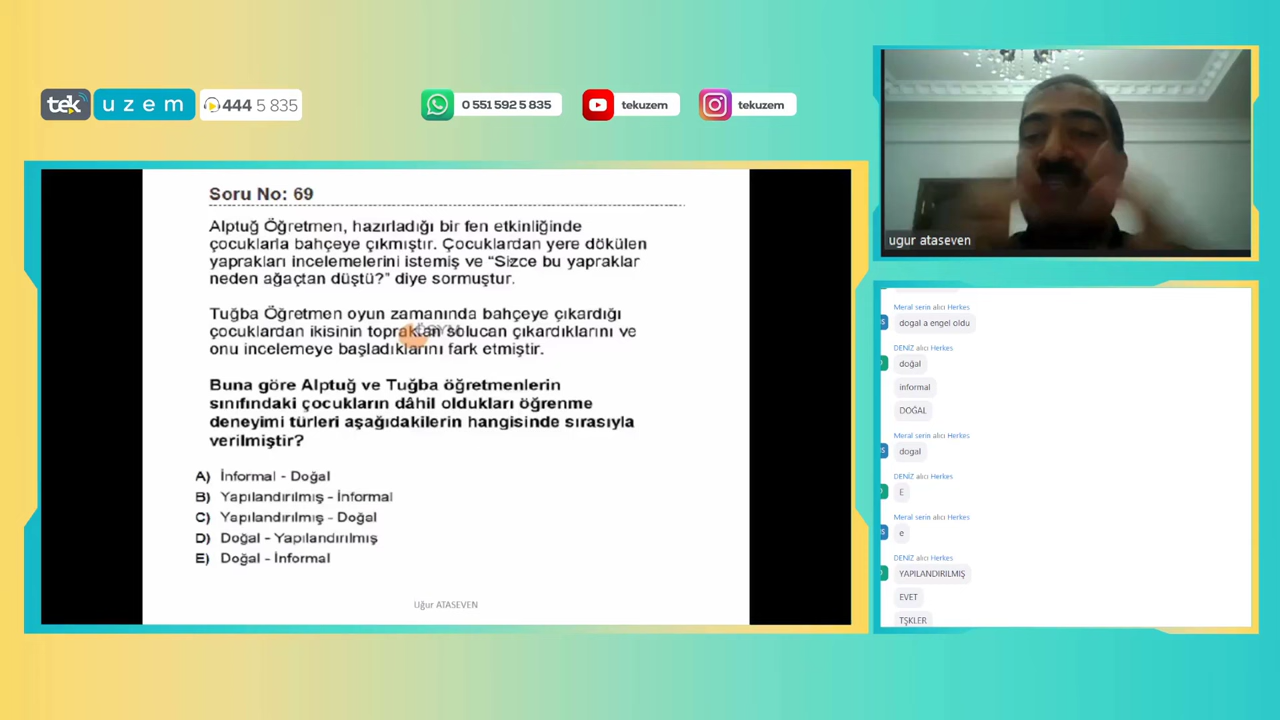 tek uzem 444 5 835
0 551 592 5 835
tekuzem
tekuzem
ugur ataseven
Soru No: 69
Alptuğ Öğretmen, hazırladığı bir fen etkinliğinde
çocuklarla bahçeye çıkmıştır. Çocuklardan yere dökülen
yaprakları incelemelerini istemiş ve “Sizce bu yapraklar
neden ağaçtan düştü?” diye sormuştur.
Tuğba Öğretmen oyun zamanında bahçeye çıkardığı
çocuklardan ikisinin topraktan solucan çıkardıklarını ve
onu incelemeye başladıklarını fark etmiştir.
Buna göre Alptuğ ve Tuğba öğretmenlerin
sınıfındaki çocukların dâhil oldukları öğrenme
deneyimi türleri aşağıdakilerin hangisinde sırasıyla
verilmiştir?
A) İnformal - Doğal
B) Yapılandırılmış - İnformal
C) Yapılandırılmış - Doğal
D) Doğal - Yapılandırılmış
E) Doğal - İnformal
Uğur ATASEVEN
Meral serin alıcı Herkes
dogal a engel oldu
DENİZ alıcı Herkes
doğal
informal
DOĞAL
Meral serin alıcı Herkes
dogal
DENİZ alıcı Herkes
E
Meral serin alıcı Herkes
e
DENİZ alıcı Herkes
YAPILANDIRILMIŞ
EVET
TŞKLER